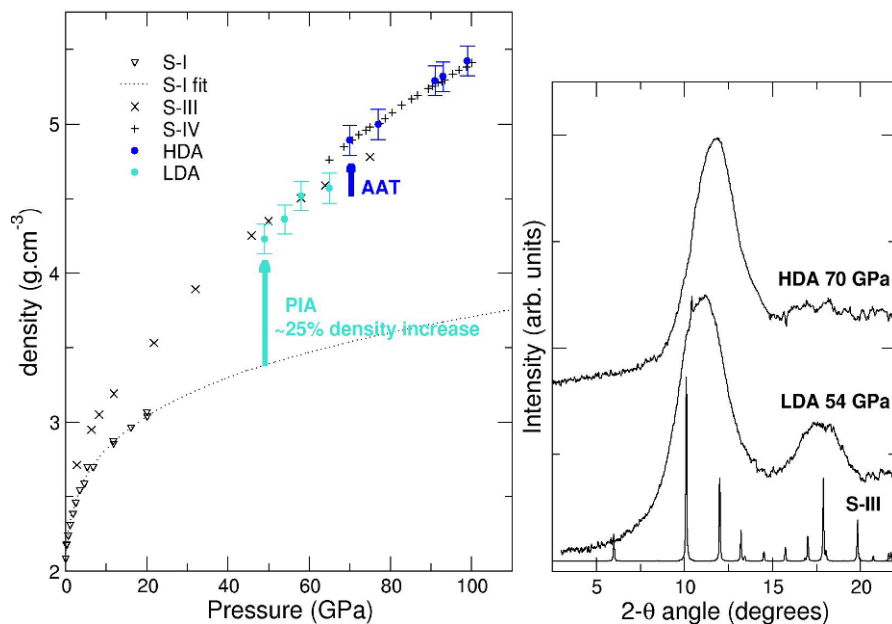 S-I
S-I fit
S-III
S-IV
HDA
LDA
AAT
PIA
~25% density increase
density (g.cm-3)
5
4
3
2
0
20
40
60
80
100
Pressure (GPa)
HDA 70 GPa
LDA 54 GPa
S-III
Intensity (arb. units)
5
10
15
20
2-θ angle (degrees)